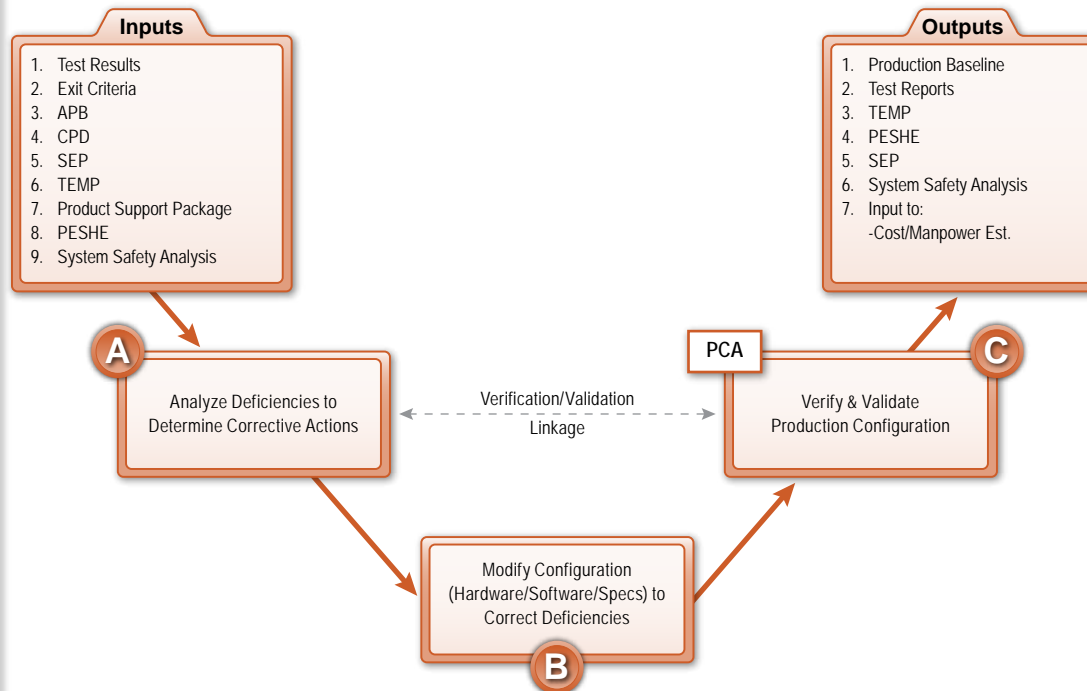 Inputs
1. Test Results
2. Exit Criteria
3. APB
4. CPD
5. SEP
6. TEMP
7. Product Support Package
8. PESHE
9. System Safety Analysis
Outputs
1. Production Baseline
2. Test Reports
3. TEMP
4. PESHE
5. SEP
6. System Safety Analysis
7. Input to:
-Cost/Manpower Est.
A
Analyze Deficiencies to
Determine Corrective Actions
Verification/Validation
Linkage
PCA
C
Verify & Validate
Production Configuration
Modify Configuration
(Hardware/Software/Specs) to
Correct Deficiencies
B